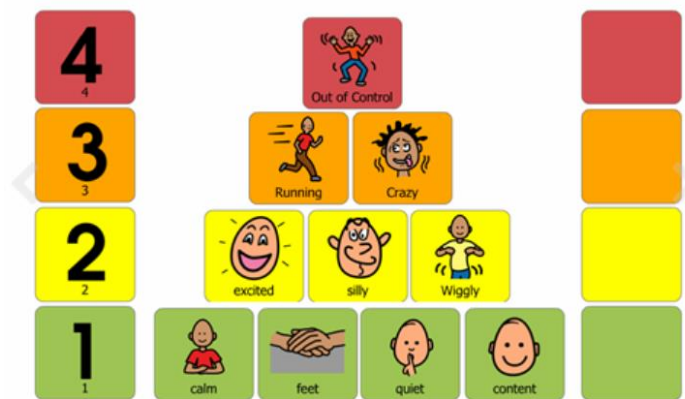 4
4
Out of Control
3
3
Running
Crazy
2
2
excited
silly
Wiggly
1
1
calm
feet
quiet
content